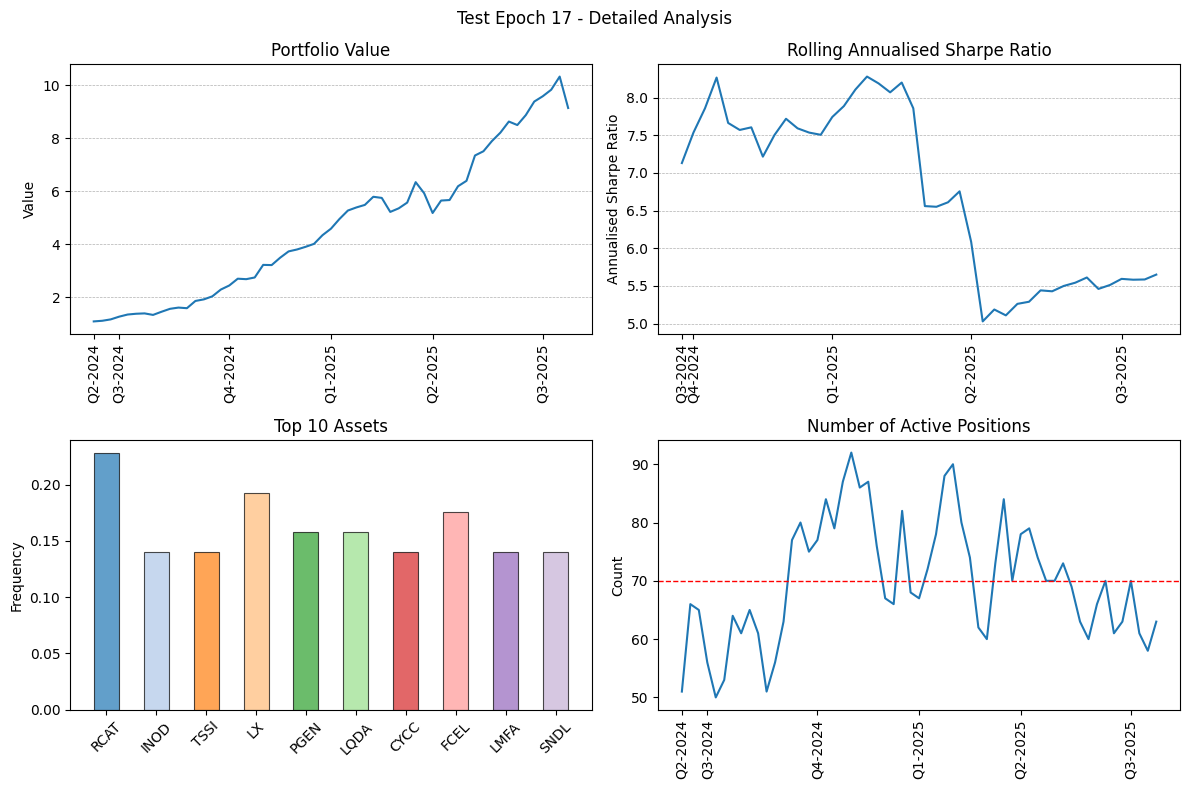 Test Epoch 17 - Detailed Analysis
Portfolio Value
Value
10
8
6
4
2
Q2-2024
Q3-2024
Q4-2024
Q1-2025
Q2-2025
Q3-2025
Rolling Annualised Sharpe Ratio
Annualised Sharpe Ratio
8.0
7.5
7.0
6.5
6.0
5.5
5.0
Q3-2024
Q4-2024
Q1-2025
Q2-2025
Q3-2025
Top 10 Assets
Frequency
0.20
0.15
0.10
0.05
0.00
RCAT
INOD
TSSI
LX
PGEN
LQDA
CYCC
FCEL
LMFA
SNDL
Number of Active Positions
Count
90
80
70
60
50
Q2-2024
Q3-2024
Q4-2024
Q1-2025
Q2-2025
Q3-2025